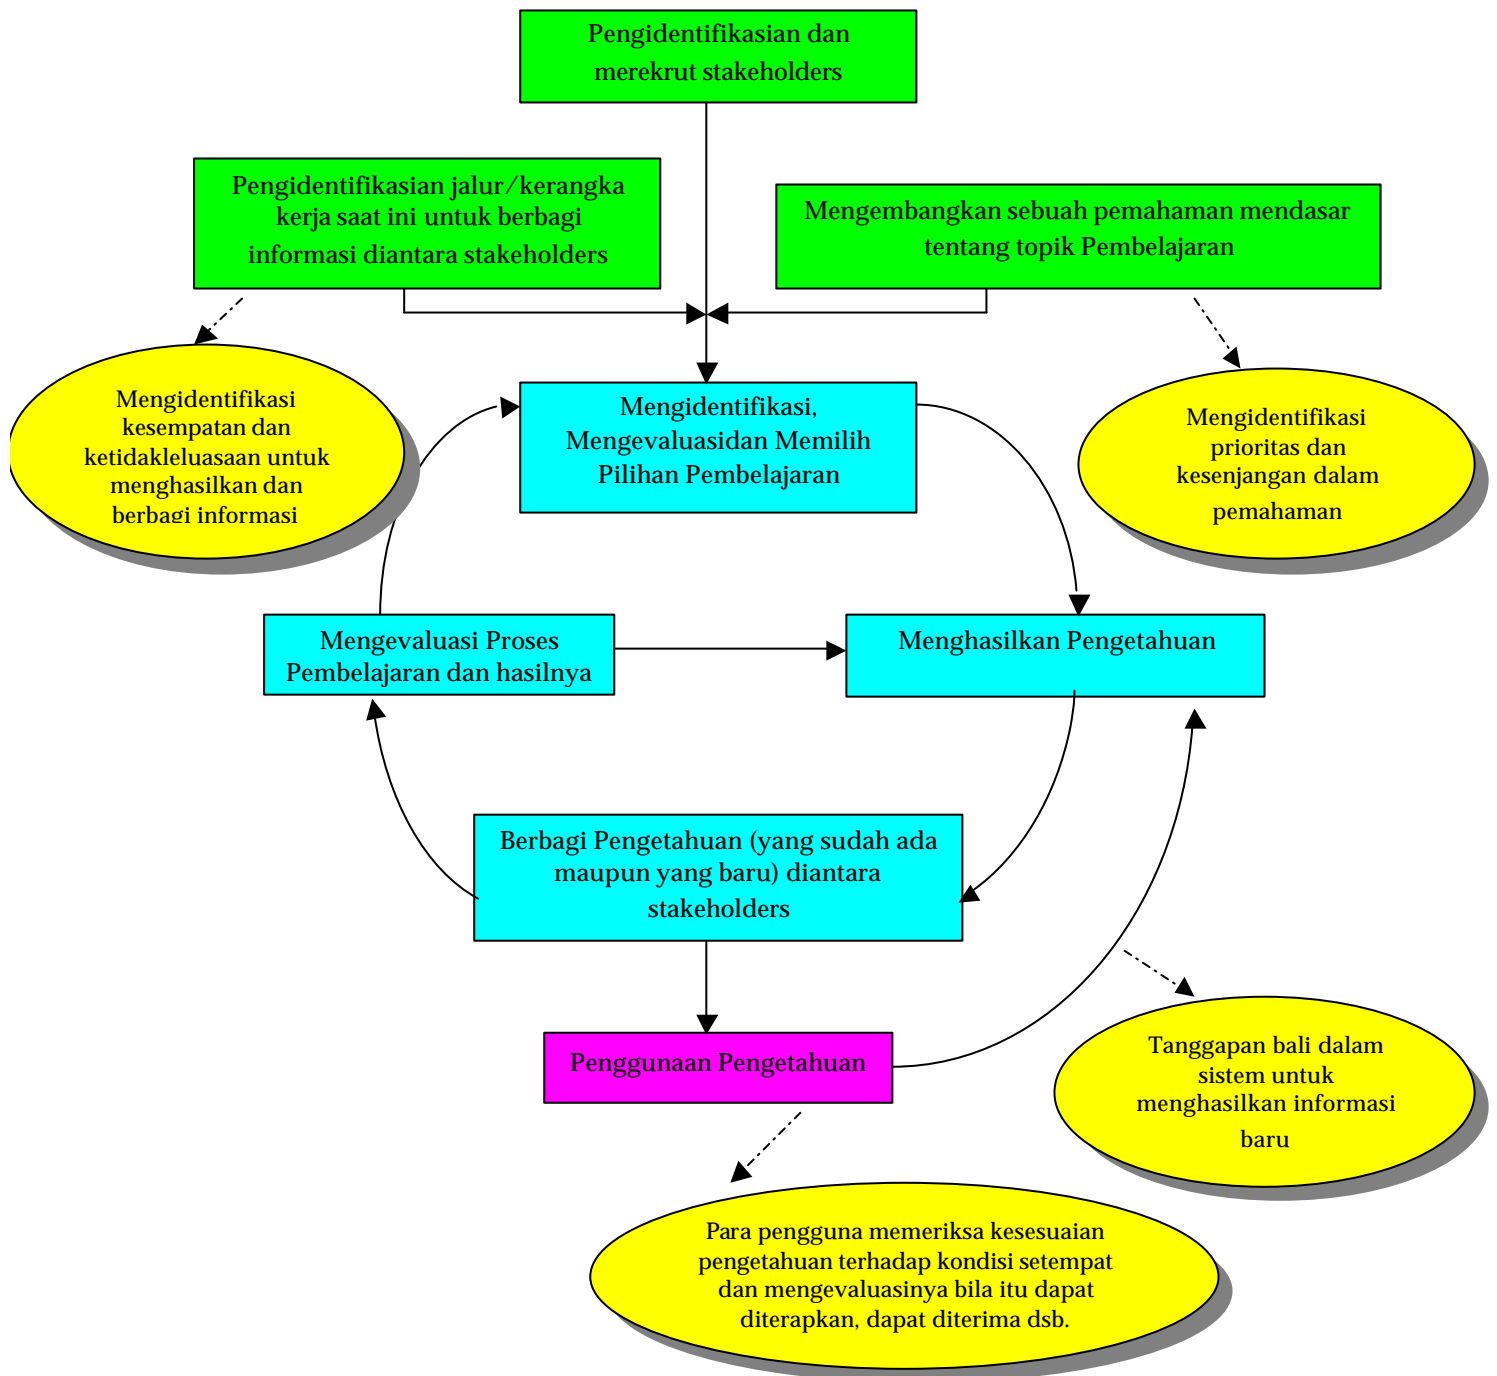 Pengidentifikasian dan
merekrut stakeholders
Pengidentifikasian jalur/kerangka
kerja saat ini untuk berbagi
informasi diantara stakeholders
Mengembangkan sebuah pemahaman mendasar
tentang topik Pembelajaran
Mengidentifikasi
kesempatan dan
ketidakleluasaan untuk
menghasilkan dan
berbagi informasi
Mengidentifikasi,
Mengevaluasidan Memilih
Pilihan Pembelajaran
Mengidentifikasi
prioritas dan
kesenjangan dalam
pemahaman
Mengevaluasi Proses
Pembelajaran dan hasilnya
Menghasilkan Pengetahuan
Berbagi Pengetahuan (yang sudah ada
maupun yang baru) diantara
stakeholders
Penggunaan Pengetahuan
Tanggapan bali dalam
sistem untuk
menghasilkan informasi
baru
Para pengguna memeriksa kesesuaian
pengetahuan terhadap kondisi setempat
dan mengevaluasinya bila itu dapat
diterapkan, dapat diterima dsb.